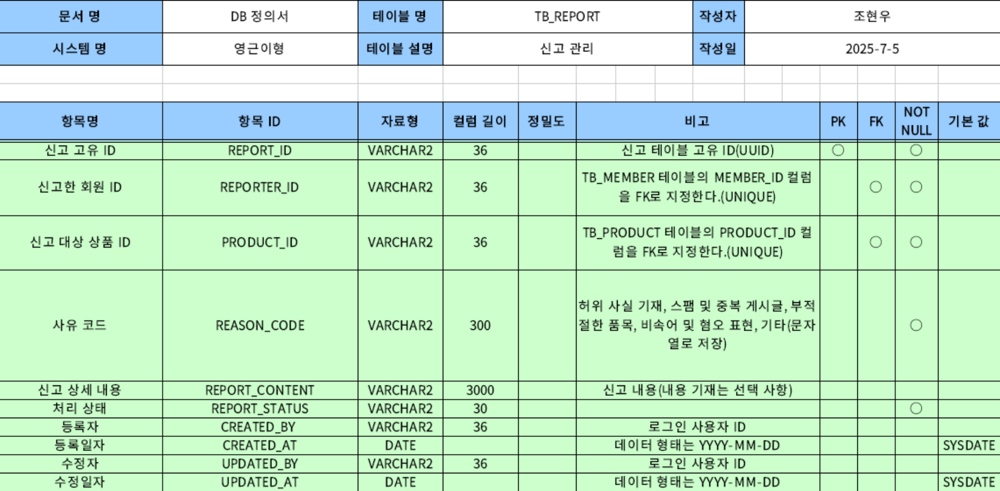 문서 명 DB 정의서 테이블 명 TB_REPORT 작성자 조현우
시스템 명 영근이형 테이블 설명 신고 관리 작성일 2025-7-5
항목명 항목 ID 자료형 컬럼 길이 정밀도 비고 PK FK NOT NULL 기본 값
신고 고유 ID REPORT_ID VARCHAR2 36 신고 테이블 고유 ID(UUID) ○ ○
신고한 회원 ID REPORTER_ID VARCHAR2 36 TB_MEMBER 테이블의 MEMBER_ID 컬럼
을 FK로 지정한다.(UNIQUE) ○ ○
신고 대상 상품 ID PRODUCT_ID VARCHAR2 36 TB_PRODUCT 테이블의 PRODUCT_ID 컬
럼을 FK로 지정한다.(UNIQUE) ○ ○
사유 코드 REASON_CODE VARCHAR2 300 허위 사실 기재, 스팸 및 중복 게시글, 부적
절한 품목, 비속어 및 혐오 표현, 기타(문자
열로 저장) ○
신고 상세 내용 REPORT_CONTENT VARCHAR2 3000 신고 내용(내용 기재는 선택 사항)
처리 상태 REPORT_STATUS VARCHAR2 30 ○
등록자 CREATED_BY VARCHAR2 36 로그인 사용자 ID
등록일자 CREATED_AT DATE 데이터 형태는 YYYY-MM-DD SYSDATE
수정자 UPDATED_BY VARCHAR2 36 로그인 사용자 ID
수정일자 UPDATED_AT DATE 데이터 형태는 YYYY-MM-DD SYSDATE